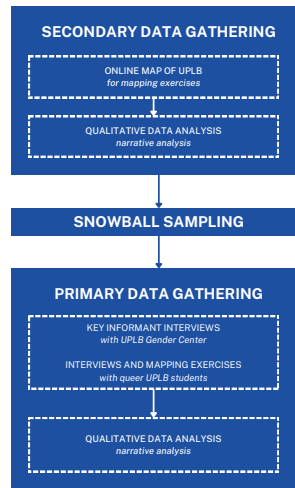 SECONDARY DATA GATHERING
ONLINE MAP OF UPLB
for mapping exercises
QUALITATIVE DATA ANALYSIS
narrative analysis
SNOWBALL SAMPLING
PRIMARY DATA GATHERING
KEY INFORMANT INTERVIEWS
with UPLB Gender Center
INTERVIEWS AND MAPPING EXERCISES
with queer UPLB students
QUALITATIVE DATA ANALYSIS
narrative analysis